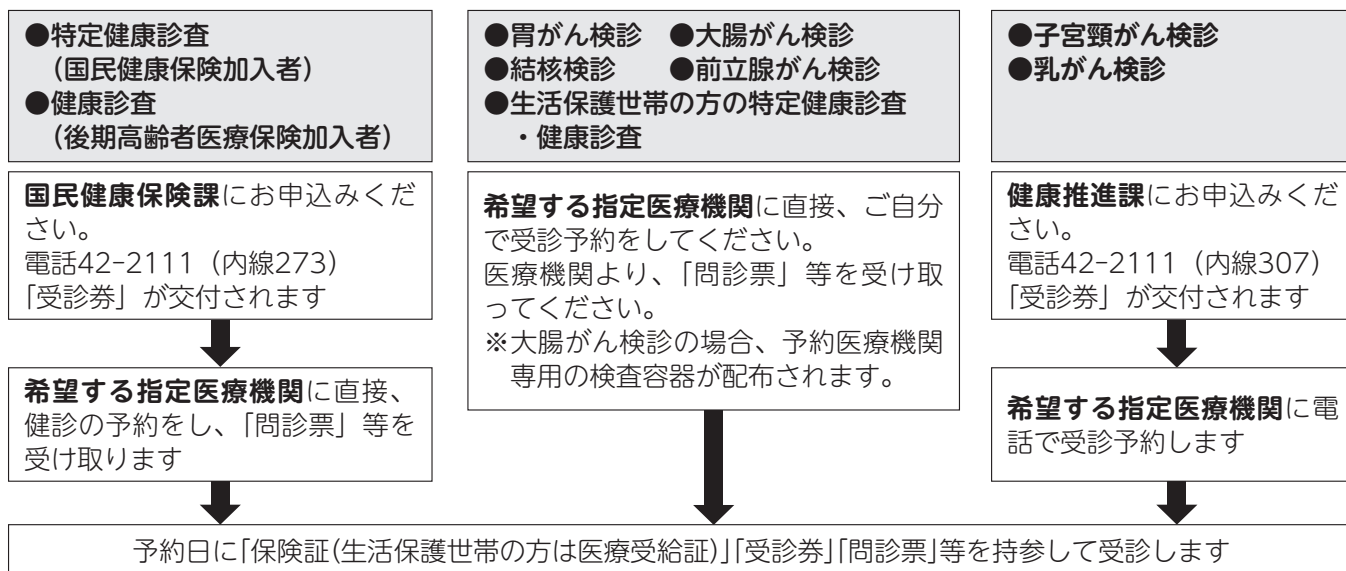 ●特定健康診査
（国民健康保険加入者）
●健康診査
（後期高齢者医療保険加入者）
国民健康保険課にお申込みくだ
さい。
電話42-2111（内線273）
「受診券」が交付されます
希望する指定医療機関に直接、
健診の予約をし、「問診票」等を
受け取ります
●胃がん検診　●大腸がん検診
●結核検診　●前立腺がん検診
●生活保護世帯の方の特定健康診査
・健康診査
希望する指定医療機関に直接、ご自分
で受診予約をしてください。
医療機関より、「問診票」等を受け取
ってください。
※大腸がん検診の場合、予約医療機関
専用の検査容器が配布されます。
●子宮頸がん検診
●乳がん検診
健康推進課にお申込みくだ
さい。
電話42-2111（内線307）
「受診券」が交付されます
希望する指定医療機関に電
話で受診予約します
予約日に「保険証(生活保護世帯の方は医療受給証)」「受診券」「問診票」等を持参して受診します